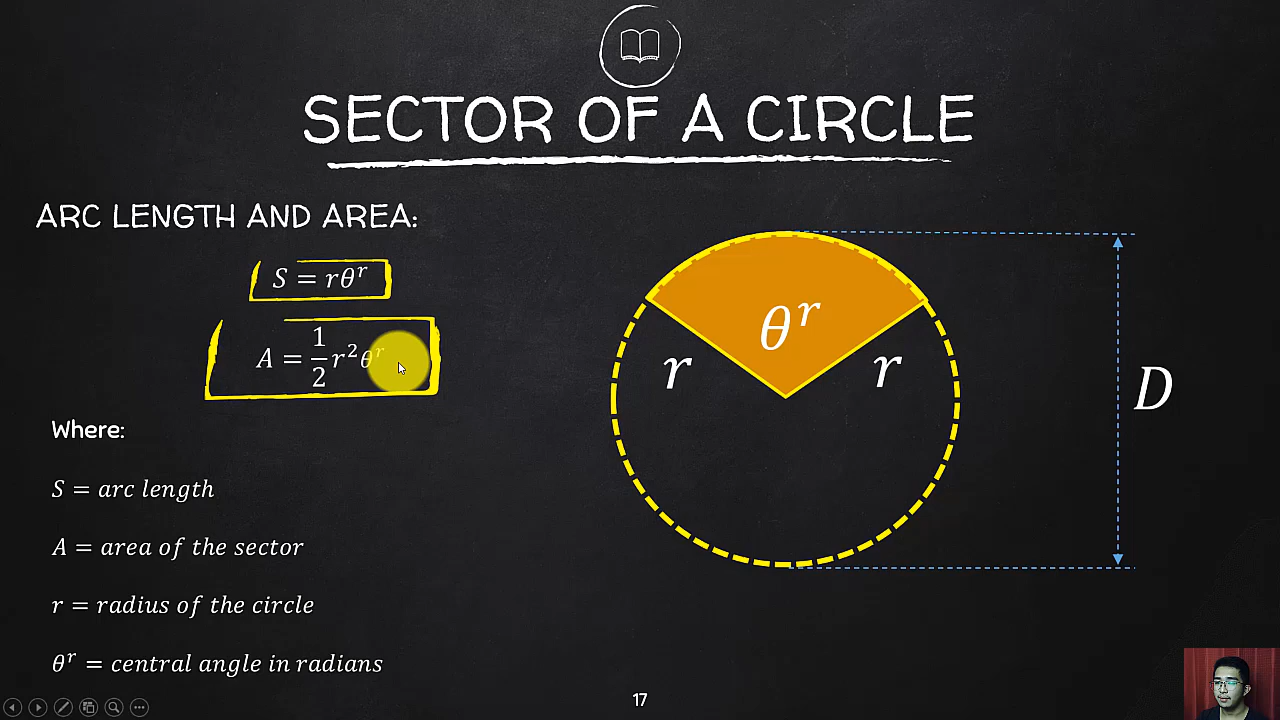 SECTOR OF A CIRCLE
ARC LENGTH AND AREA:
S = rθ^r
A = 1/2 r²θ^r
Where:
S = arc length
A = area of the sector
r = radius of the circle
θ^r = central angle in radians
θ^r
r r
D
17